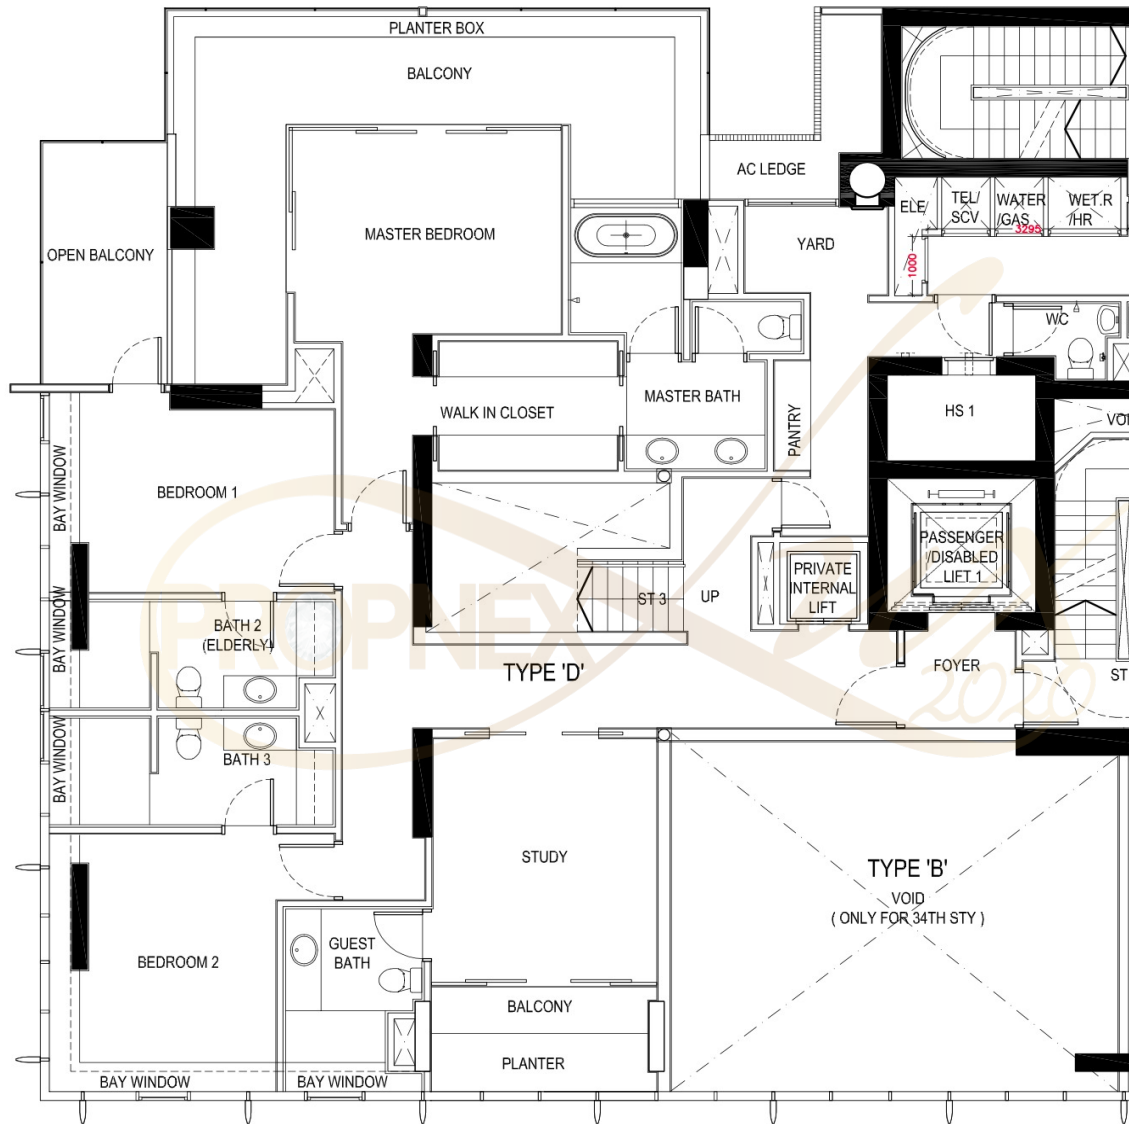 PLANTER BOX
BALCONY
AC LEDGE
ELE/
TEL/
SCV
WATER
/GAS
WET.R
/HR
3295
1000
MASTER BEDROOM
YARD
OPEN BALCONY
WC
WALK IN CLOSET
MASTER BATH
PANTRY
HS 1
BAY WINDOW
BEDROOM 1
PASSENGER
/DISABLED
LIFT 1
PRIVATE
INTERNAL
LIFT
ST 3
UP
BAY WINDOW
BATH 2
(ELDERLY)
PROPNEX
TYPE 'D'
FOYER
ST
2020
BAY WINDOW
BATH 3
STUDY
TYPE 'B'
VOID
( ONLY FOR 34TH STY )
GUEST
BATH
BEDROOM 2
BALCONY
PLANTER
BAY WINDOW
BAY WINDOW